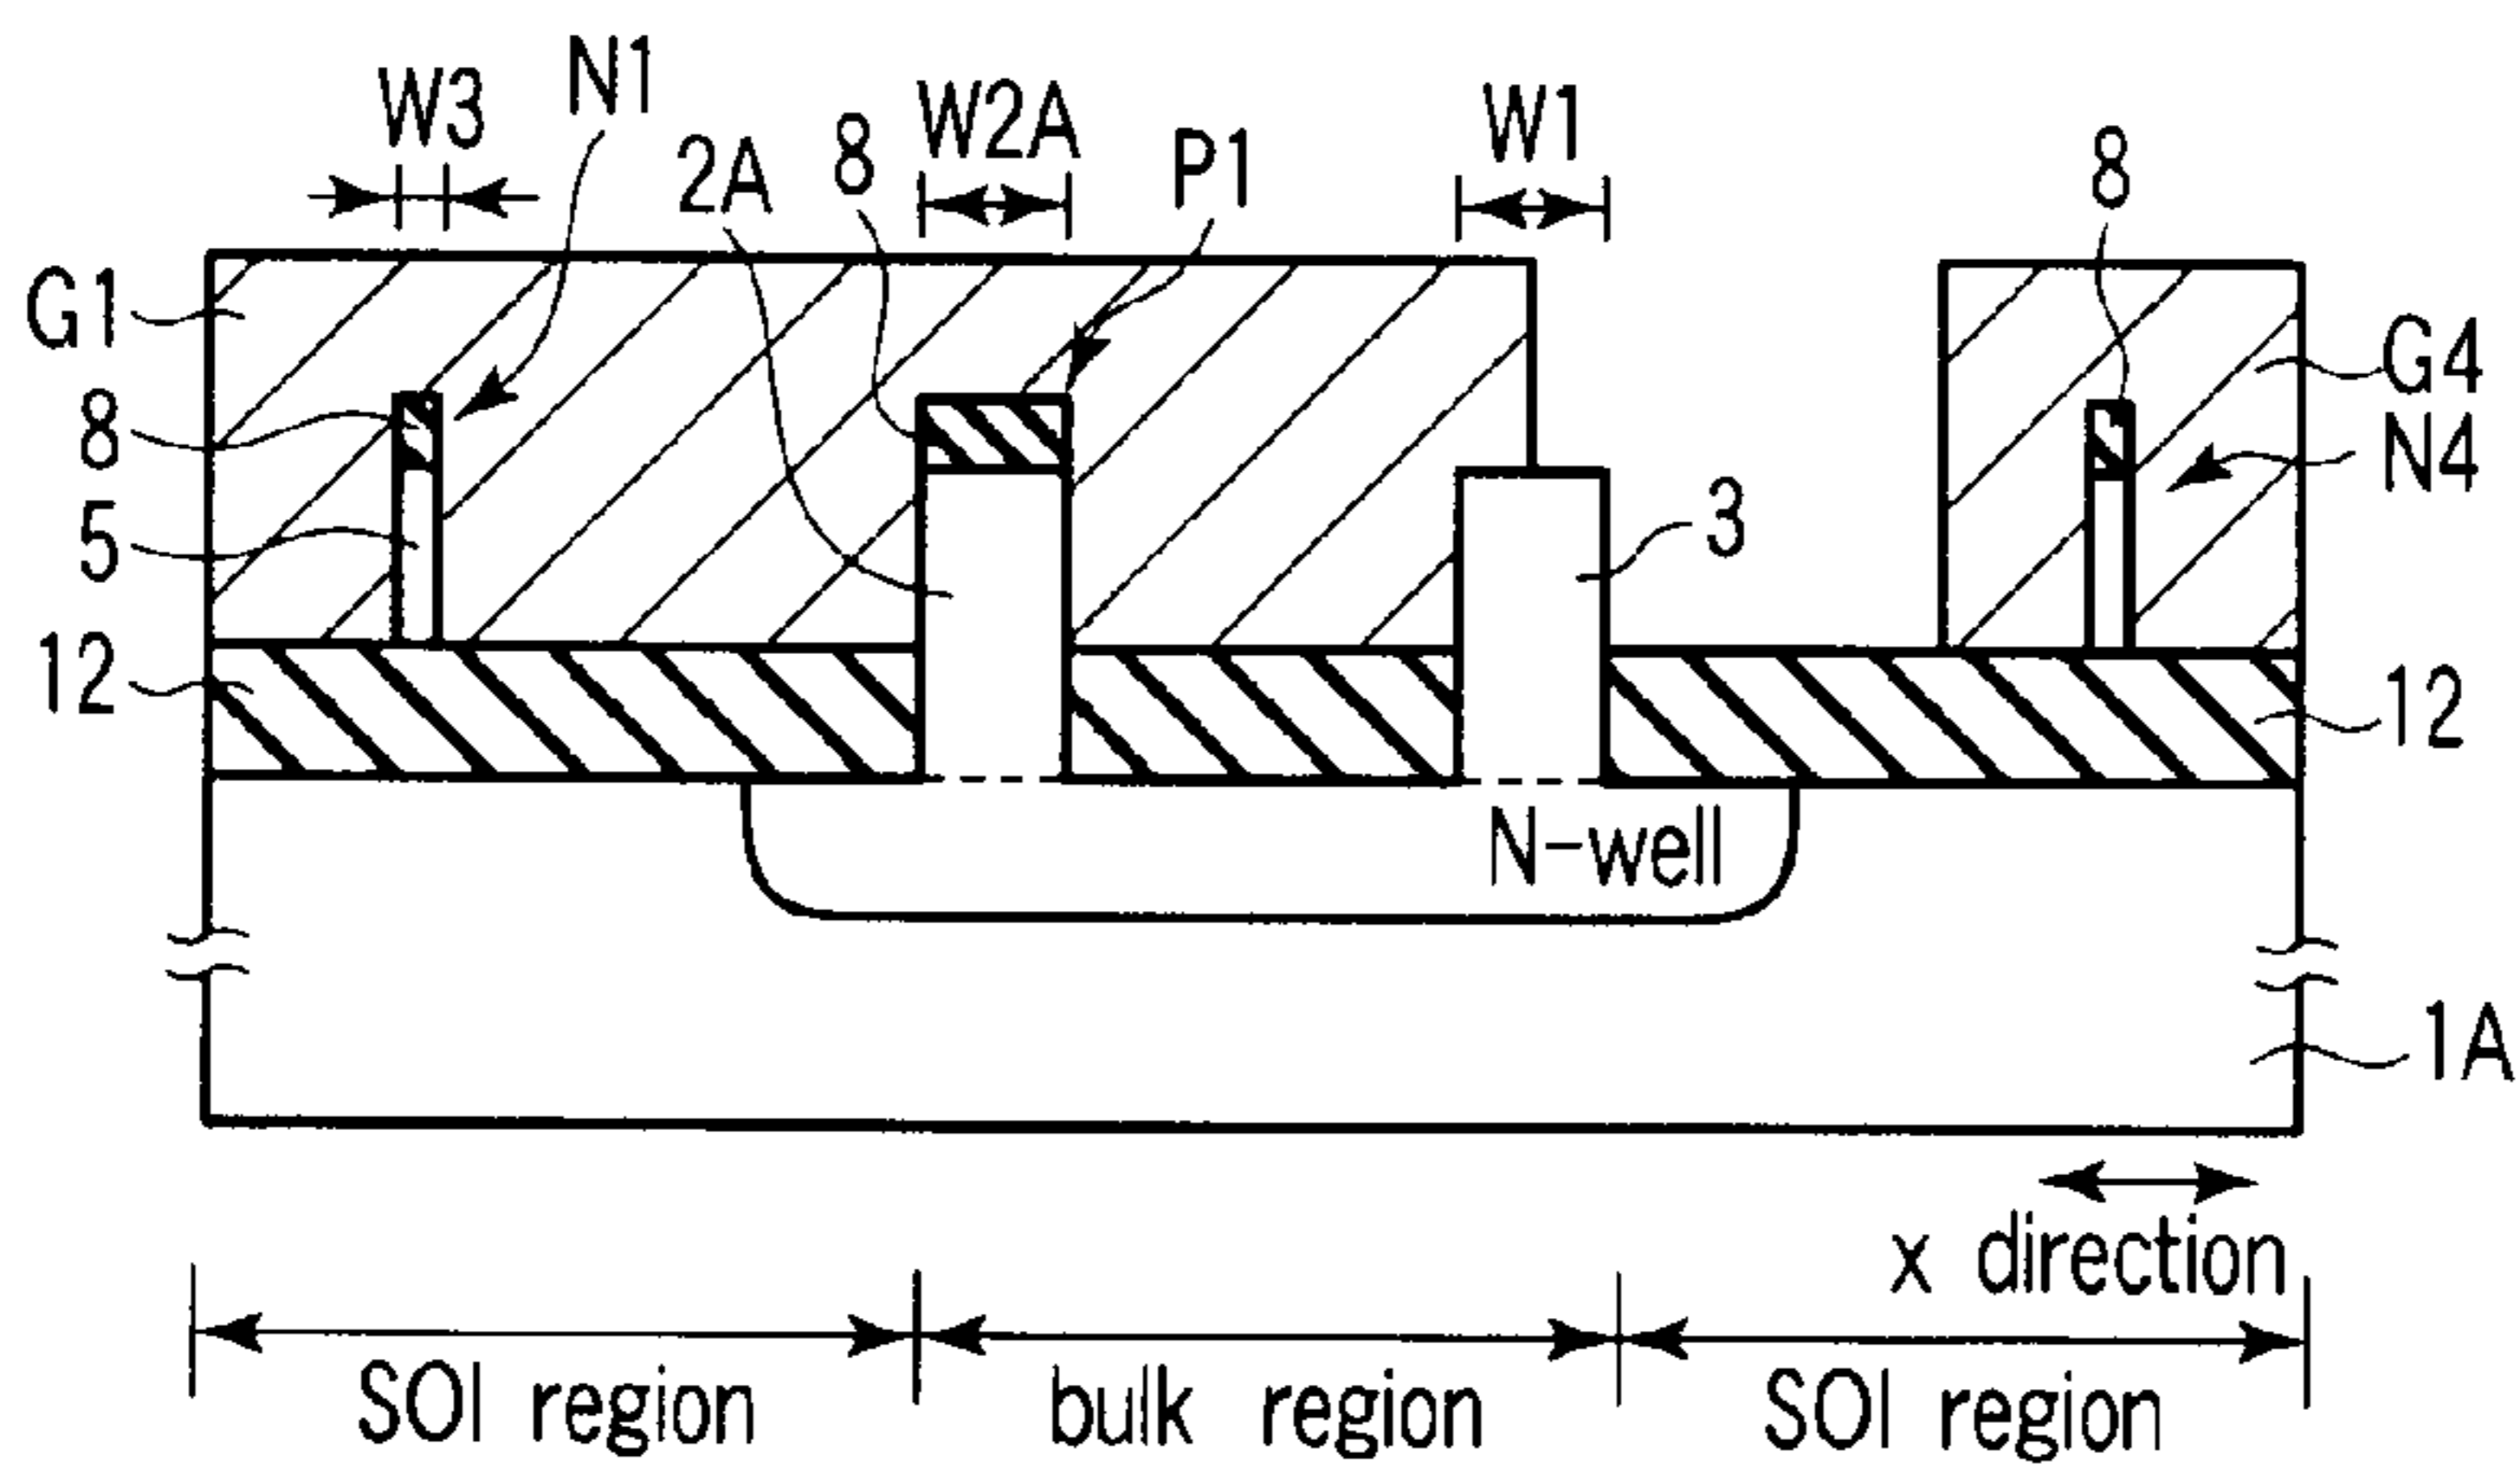 W3
N1
2A
8
W2A
P1
W1
8
G1
G4
8
N4
5
3
12
12
N-well
1A
x direction
SOI region
bulk region
SOI region